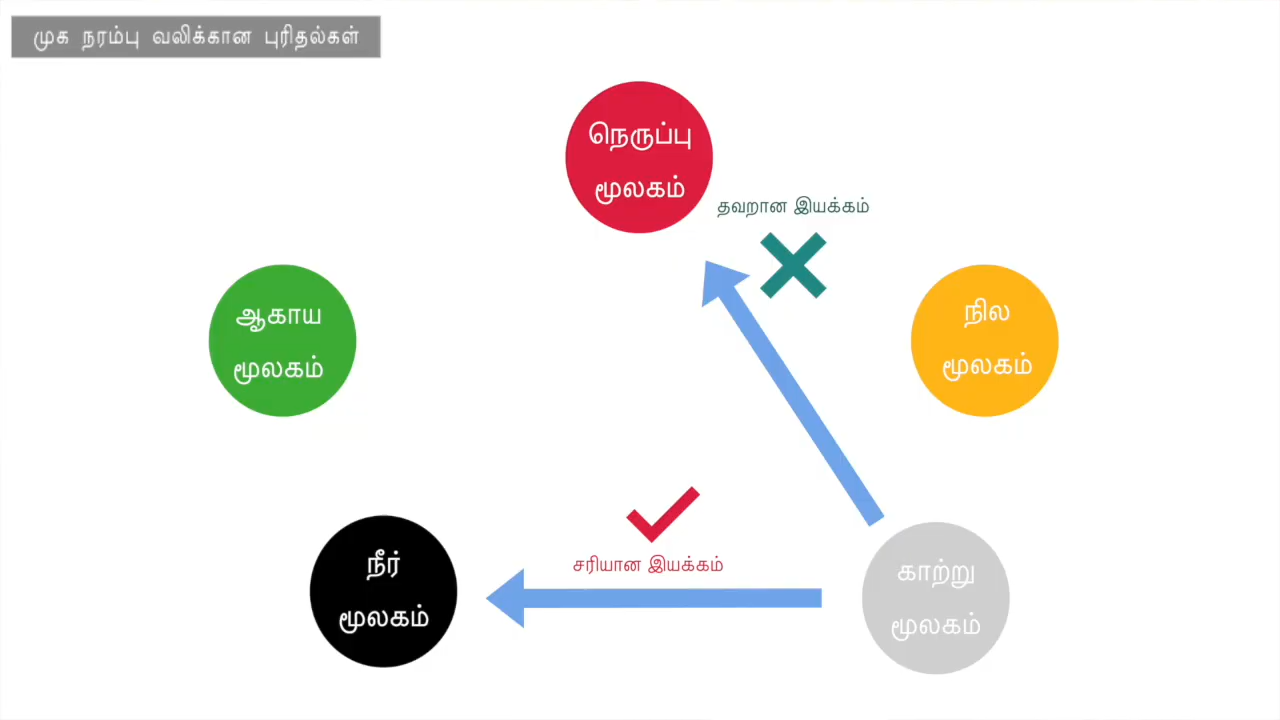 முக நரம்பு வலிக்கான புரிதல்கள்
நெருப்பு
மூலகம்
தவறான இயக்கம்
ஆகாய
மூலகம்
நில
மூலகம்
சரியான இயக்கம்
நீர்
மூலகம்
காற்று
மூலகம்